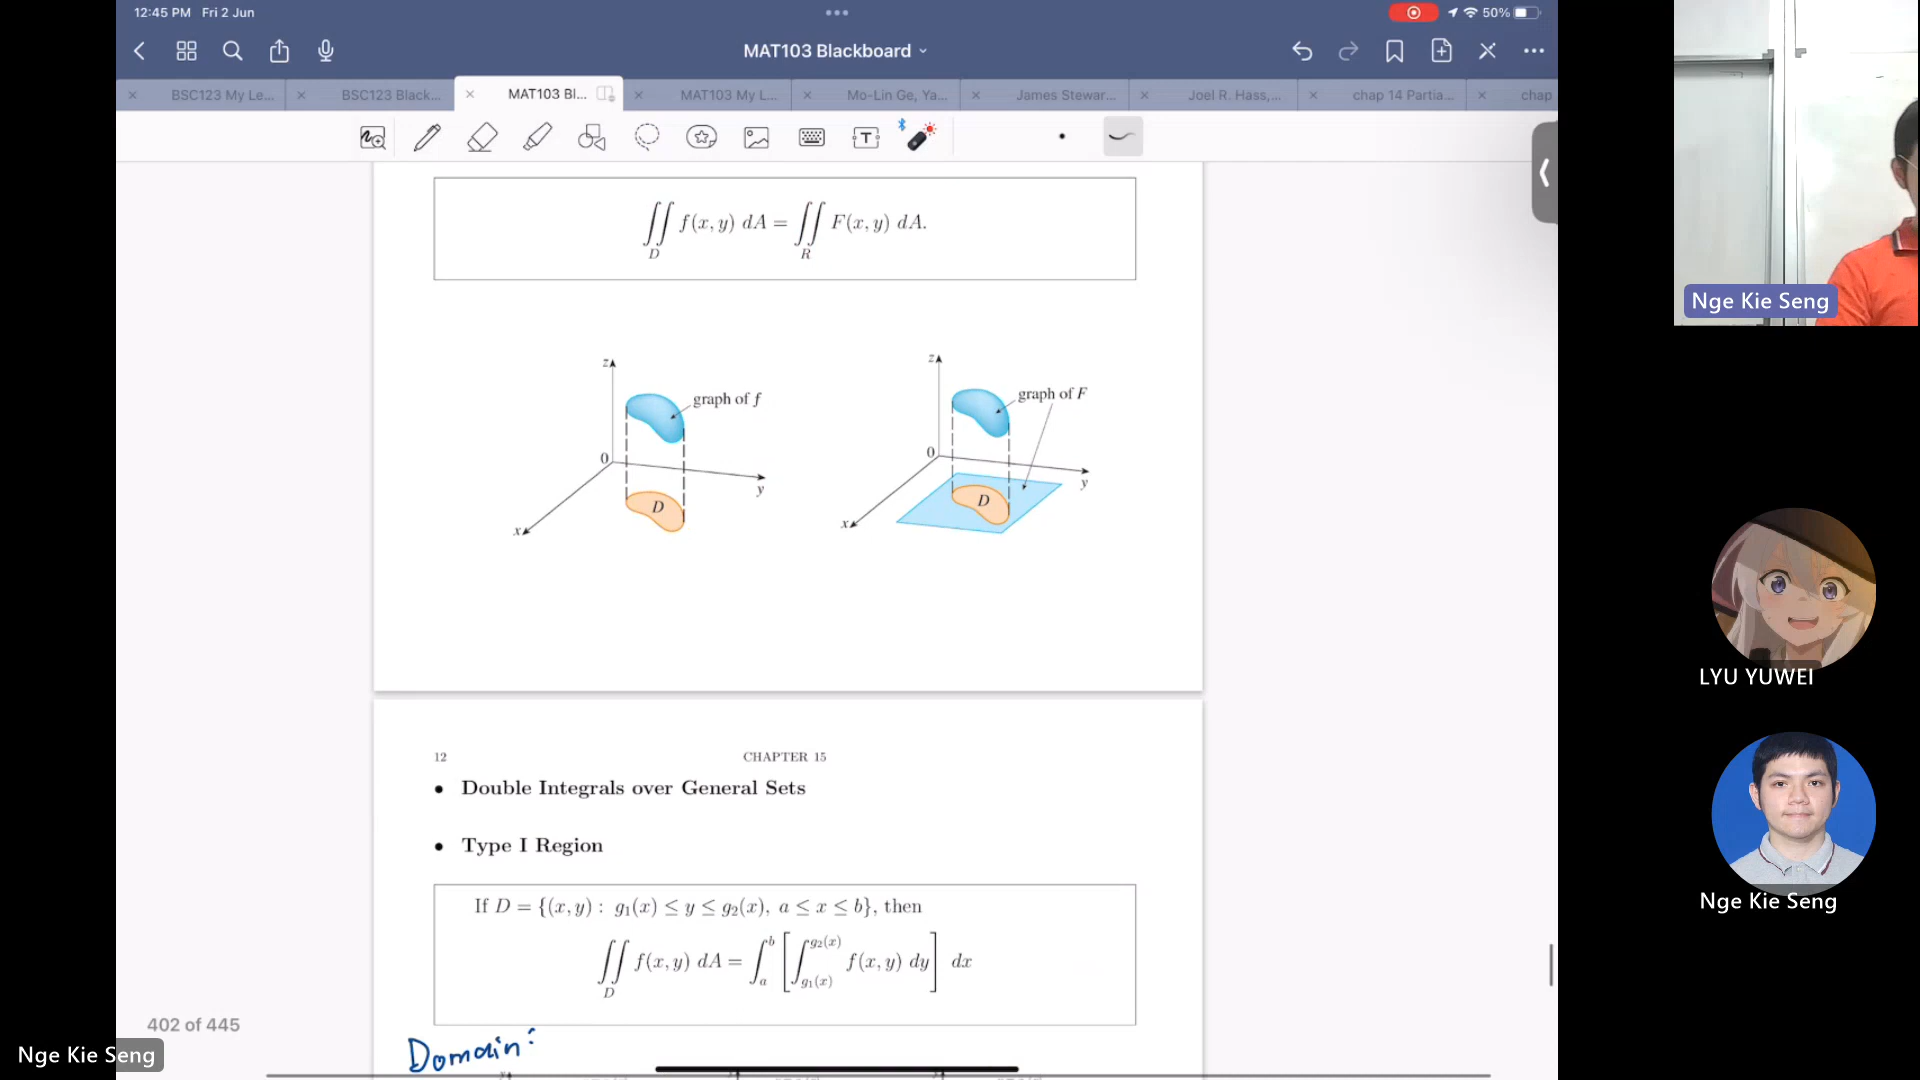 12:45 PM Fri 2 Jun
50%
MAT103 Blackboard
BSC123 My Le...
BSC123 Black...
MAT103 Bl...
MAT103 My L...
Mo-Lin Ge, Ya...
James Stewar...
Joel R. Hass,...
chap 14 Partia...
chap
∬_D f(x, y) dA = ∬_R F(x, y) dA.
z
graph of f
0
y
D
x
z
graph of F
0
y
D
x
12 CHAPTER 15
• Double Integrals over General Sets
• Type I Region
If D = {(x, y) : g₁(x) ≤ y ≤ g₂(x), a ≤ x ≤ b}, then
∬_D f(x, y) dA = ∫_a^b [∫_{g₁(x)}^{g₂(x)} f(x, y) dy] dx
Domain:
402 of 445
Nge Kie Seng
Nge Kie Seng
LYU YUWEI
Nge Kie Seng